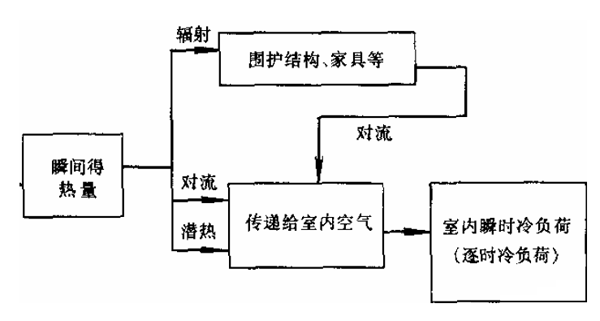 辐射
围护结构、家具等
对流
瞬间得
热量
对流
潜热
传递给室内空气
室内瞬时冷负荷
(逐时冷负荷)